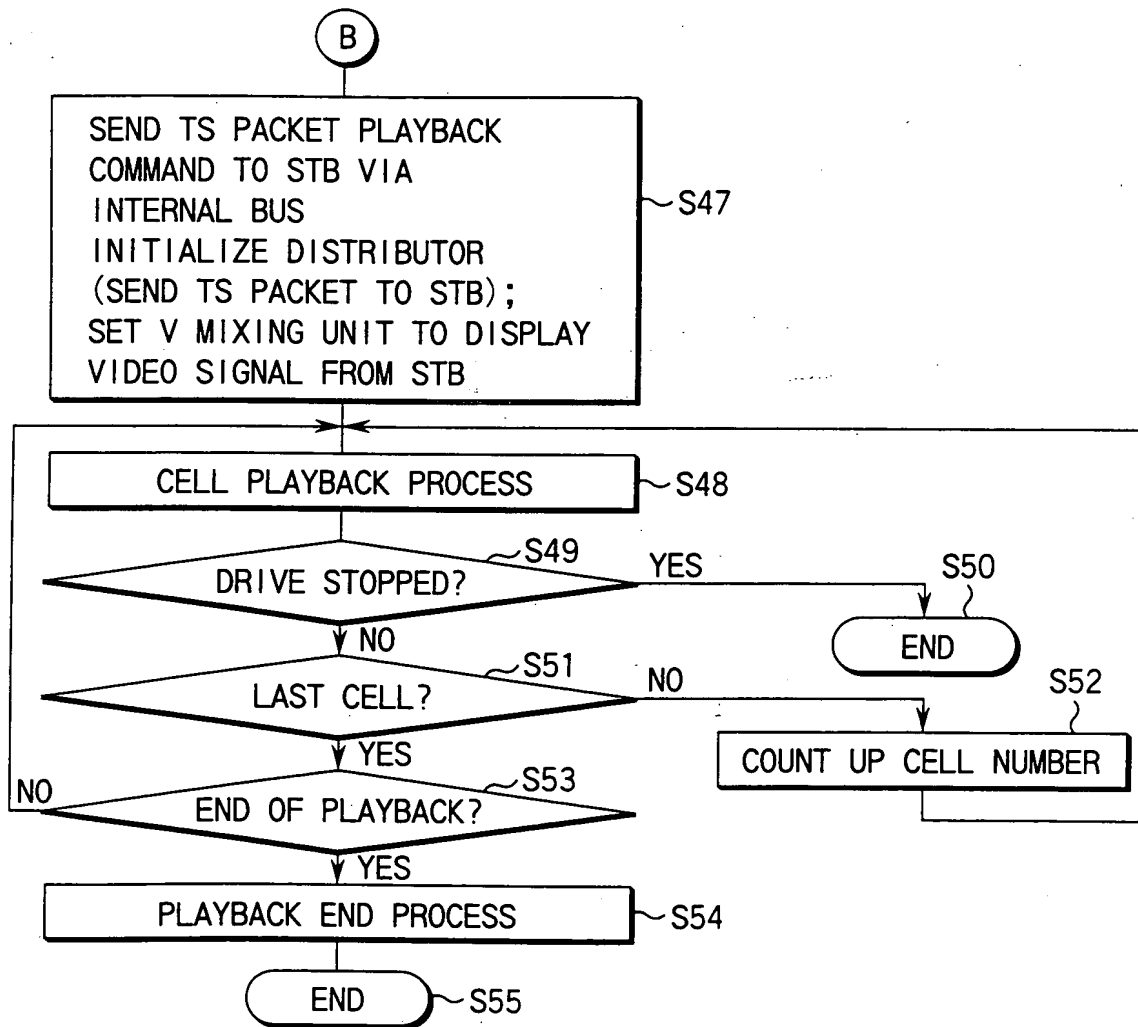 B
SEND TS PACKET PLAYBACK
COMMAND TO STB VIA
INTERNAL BUS
INITIALIZE DISTRIBUTOR
(SEND TS PACKET TO STB);
SET V MIXING UNIT TO DISPLAY
VIDEO SIGNAL FROM STB
S47
CELL PLAYBACK PROCESS
S48
S49
DRIVE STOPPED?
YES
S50
END
NO
S51
LAST CELL?
NO
S52
COUNT UP CELL NUMBER
YES
S53
NO
END OF PLAYBACK?
YES
PLAYBACK END PROCESS
S54
END
S55